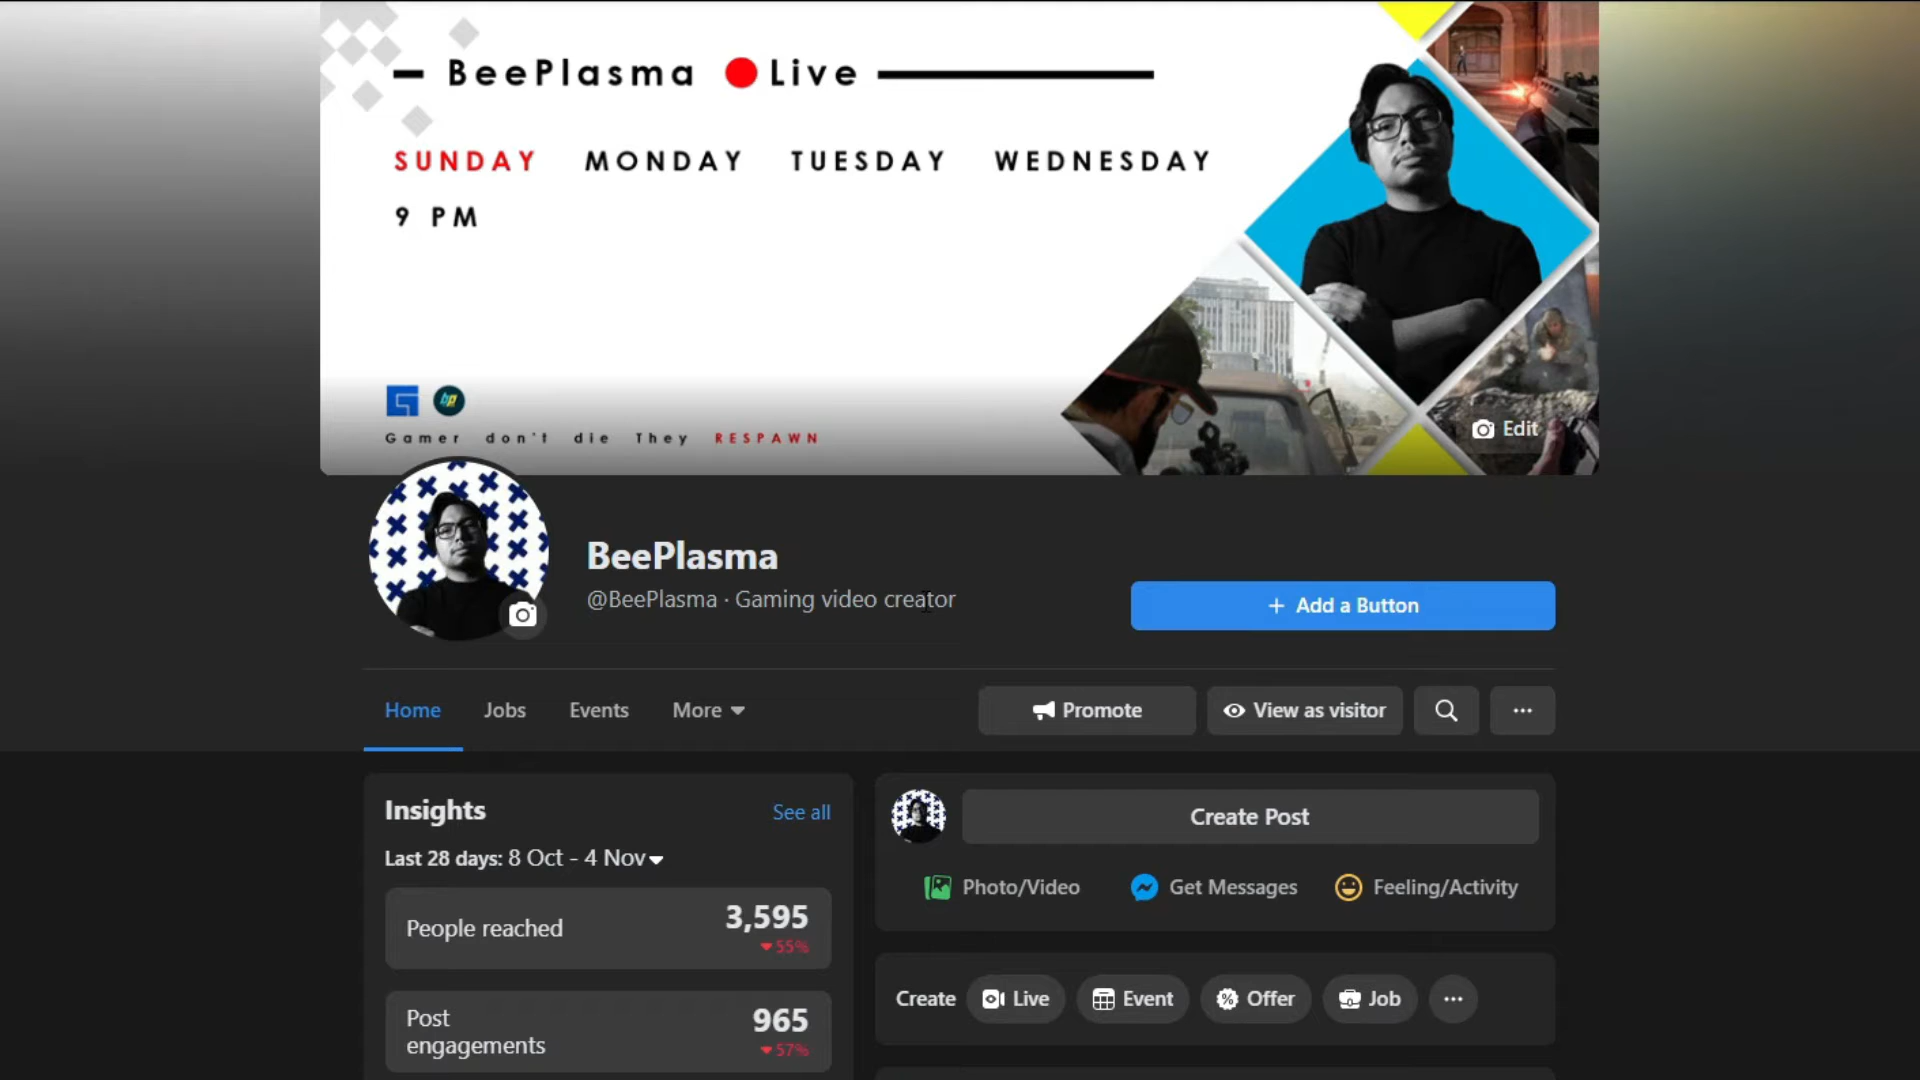 BeePlasma Live
SUNDAY MONDAY TUESDAY WEDNESDAY
9 PM
bp
Gamer don't die They RESPAWN
Edit
BeePlasma
@BeePlasma · Gaming video creator
+ Add a Button
Home Jobs Events More
Promote View as visitor
Insights See all
Last 28 days: 8 Oct - 4 Nov
People reached 3,595
55%
Post
engagements 965
57%
Create Post
Photo/Video Get Messages Feeling/Activity
Create Live Event Offer Job